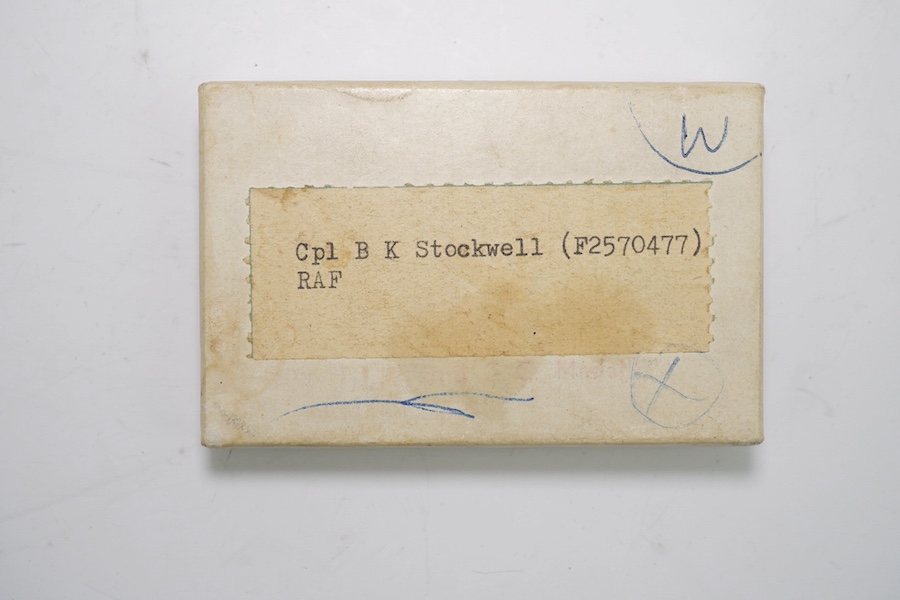 W
Cpl B K Stockwell (F2570477)
RAF
X